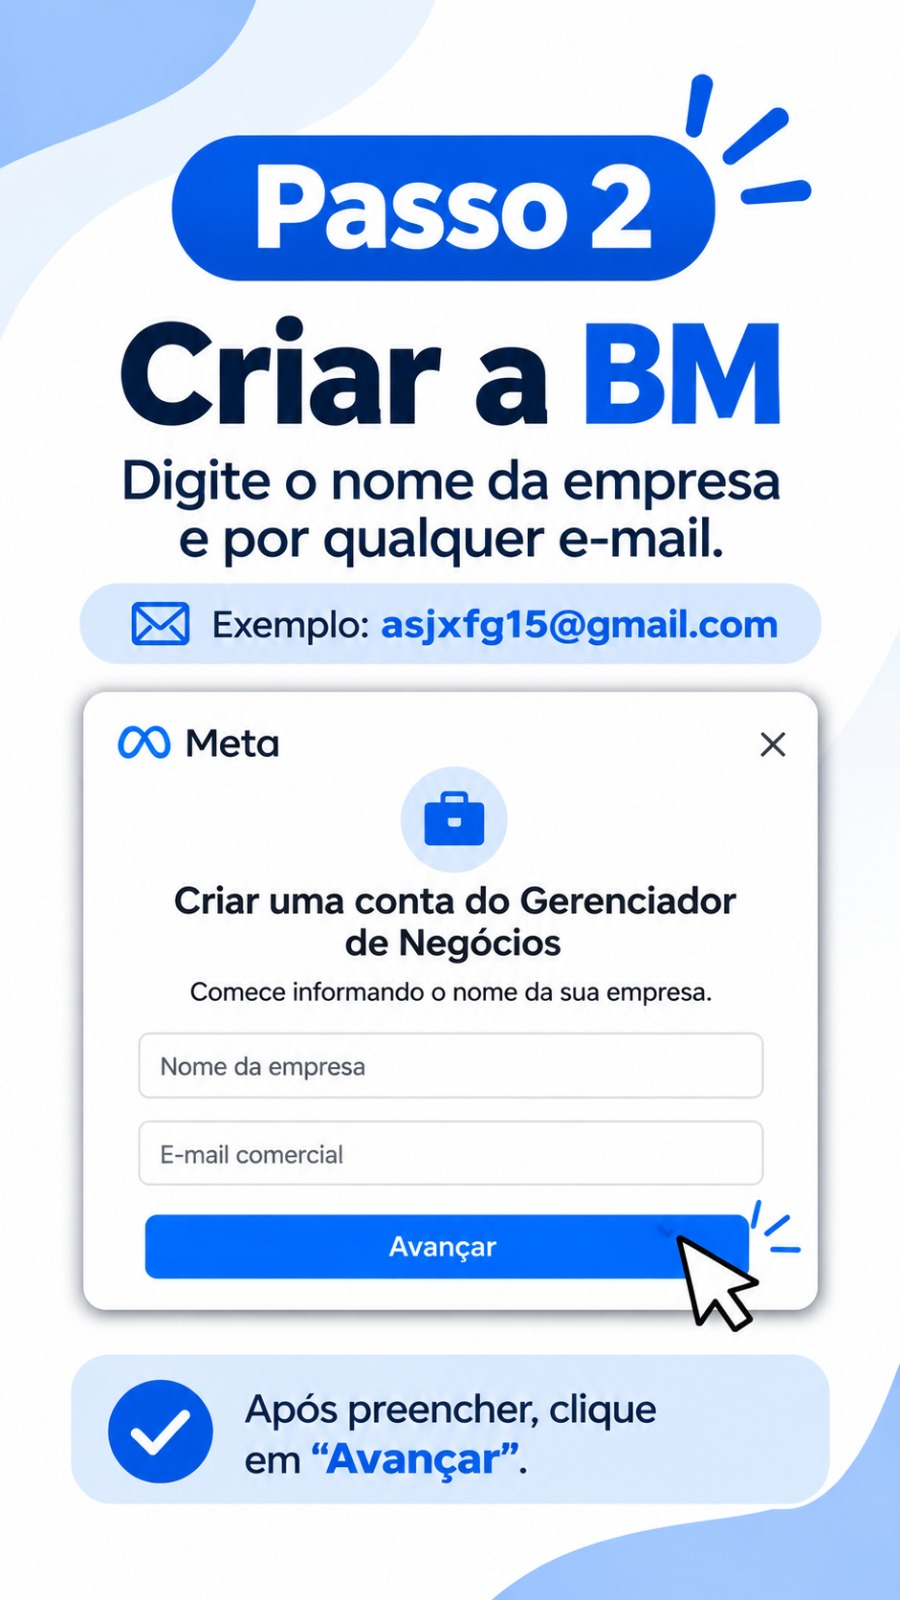 Passo 2
Criar a BM
Digite o nome da empresa
e por qualquer e-mail.
Exemplo: asjxfg15@gmail.com
Meta
Criar uma conta do Gerenciador
de Negócios
Comece informando o nome da sua empresa.
Nome da empresa
E-mail comercial
Avançar
Após preencher, clique
em “Avançar”.